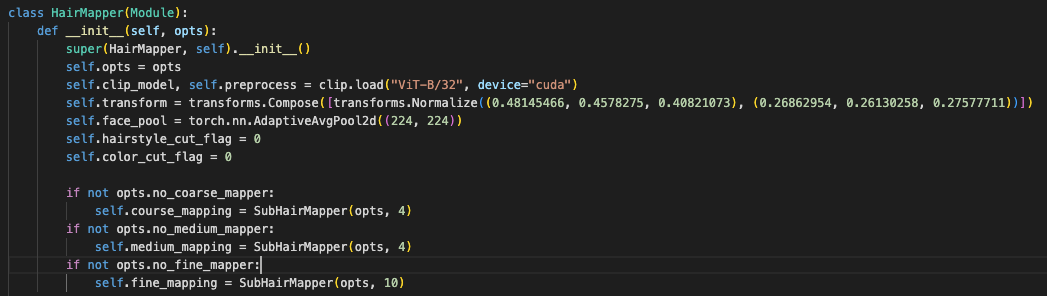 class HairMapper(Module):
    def __init__(self, opts):
        super(HairMapper, self).__init__()
        self.opts = opts
        self.clip_model, self.preprocess = clip.load("ViT-B/32", device="cuda")
        self.transform = transforms.Compose([transforms.Normalize((0.48145466, 0.4578275, 0.40821073), (0.26862954, 0.26130258, 0.27577711))])
        self.face_pool = torch.nn.AdaptiveAvgPool2d((224, 224))
        self.hairstyle_cut_flag = 0
        self.color_cut_flag = 0

        if not opts.no_coarse_mapper:
            self.course_mapping = SubHairMapper(opts, 4)
        if not opts.no_medium_mapper:
            self.medium_mapping = SubHairMapper(opts, 4)
        if not opts.no_fine_mapper:
            self.fine_mapping = SubHairMapper(opts, 10)